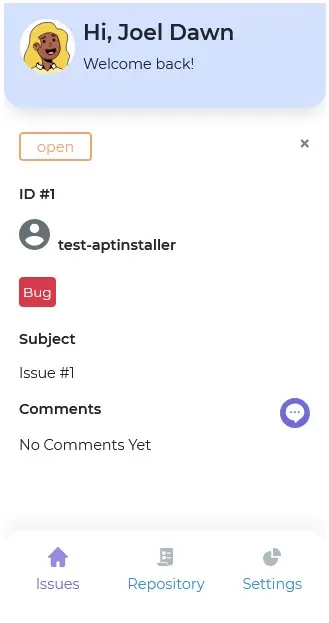 Hi, Joel Dawn
Welcome back!
open
×
ID #1
test-aptinstaller
Bug
Subject
Issue #1
Comments
No Comments Yet
Issues Repository Settings